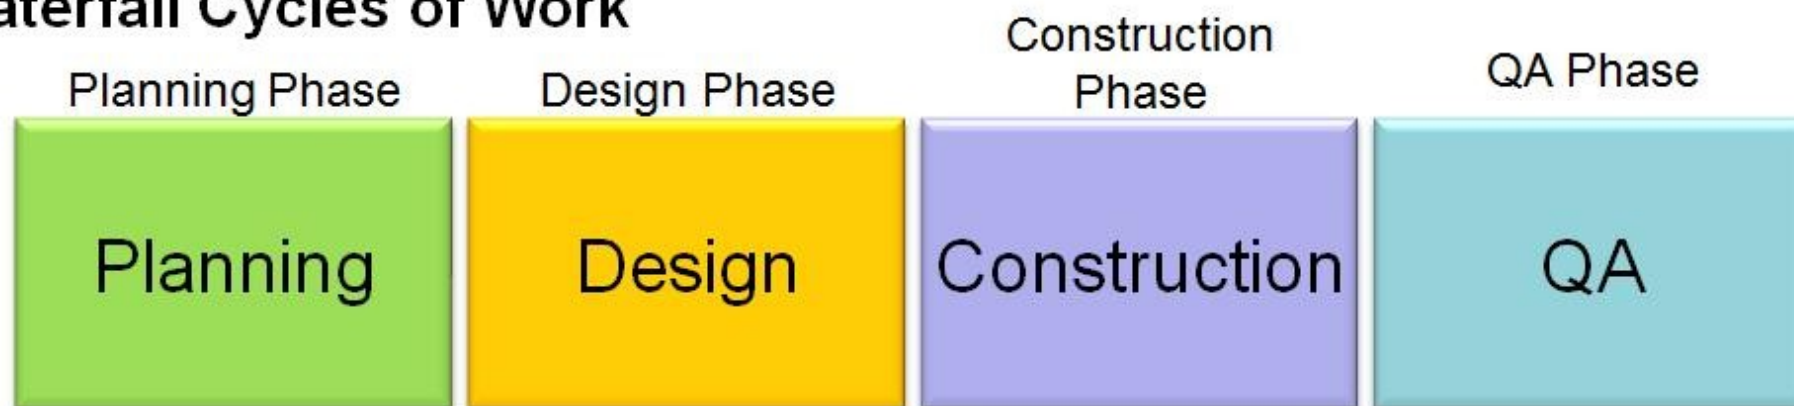 aterfall Cycles of Work
Planning Phase
Design Phase
Construction
Phase
QA Phase
Planning
Design
Construction
QA